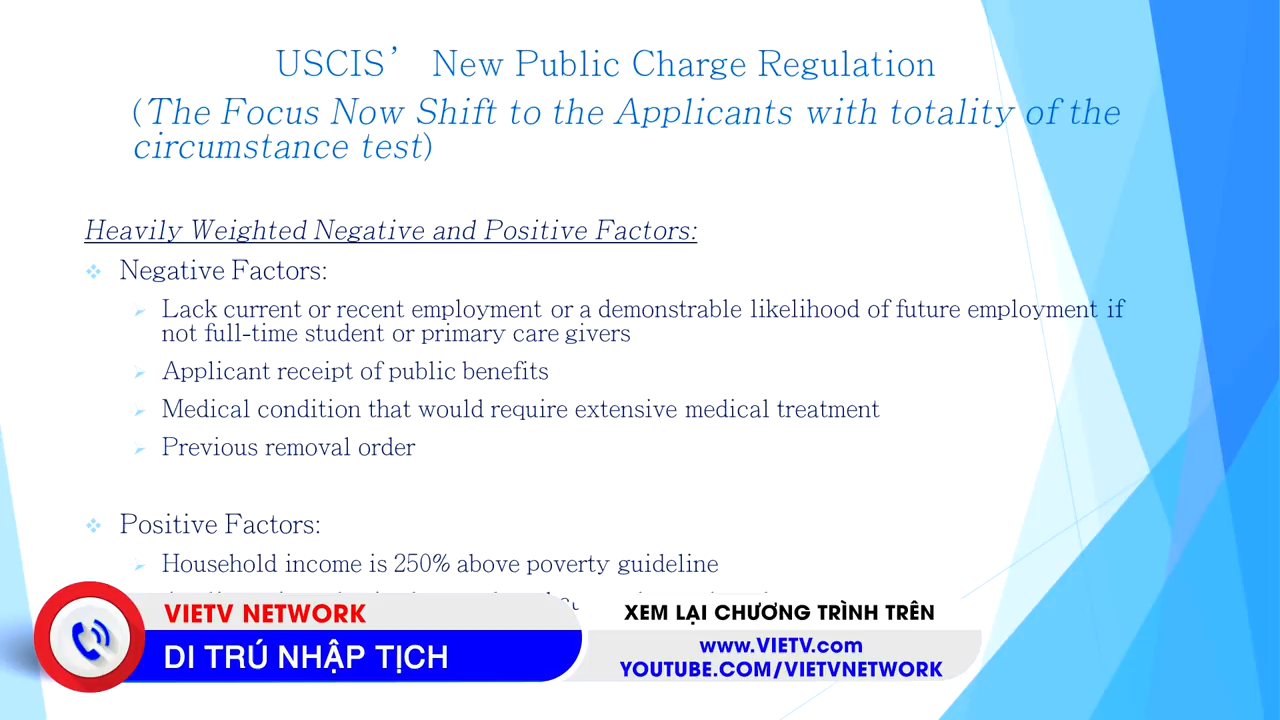 USCIS’ New Public Charge Regulation
(The Focus Now Shift to the Applicants with totality of the
circumstance test)
Heavily Weighted Negative and Positive Factors:
Negative Factors:
Lack current or recent employment or a demonstrable likelihood of future employment if
not full-time student or primary care givers
Applicant receipt of public benefits
Medical condition that would require extensive medical treatment
Previous removal order
Positive Factors:
Household income is 250% above poverty guideline
VIETV NETWORK
DI TRÚ NHẬP TỊCH
XEM LẠI CHƯƠNG TRÌNH TRÊN
www.VIETV.com
YOUTUBE.COM/VIETVNETWORK